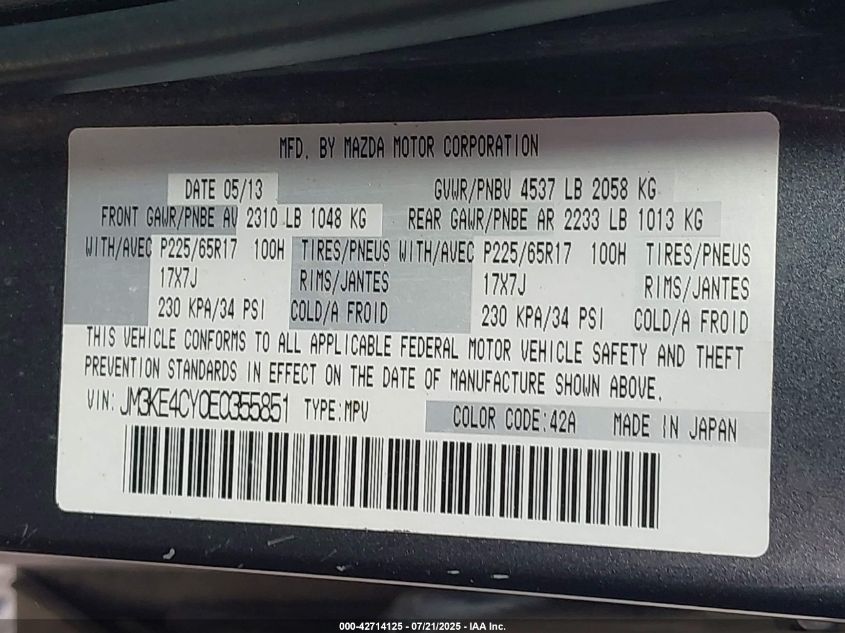 MFD. BY MAZDA MOTOR CORPORATION
DATE 05/13 GVWR/PNBV 4537 LB 2058 KG
FRONT GAWR/PNBE AV 2310 LB 1048 KG REAR GAWR/PNBE AR 2233 LB 1013 KG
WITH/AVEC P225/65R17 100H TIRES/PNEUS WITH/AVEC P225/65R17 100H TIRES/PNEUS
17X7J RIMS/JANTES 17X7J RIMS/JANTES
230 KPA/34 PSI COLD/A FROID 230 KPA/34 PSI COLD/A FROID
THIS VEHICLE CONFORMS TO ALL APPLICABLE FEDERAL MOTOR VEHICLE SAFETY AND THEFT
PREVENTION STANDARDS IN EFFECT ON THE DATE OF MANUFACTURE SHOWN ABOVE.
VIN: JM3KE4CY0E0355851 TYPE:MPV COLOR CODE:42A MADE IN JAPAN
000-42714125 - 07/21/2025 - IAA Inc.